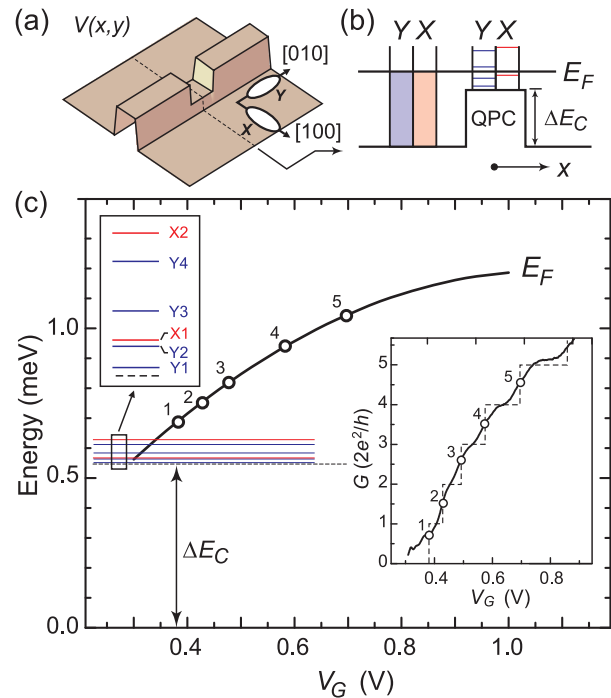 (a)
V(x,y)
[010]
Y
X
[100]
(b)
Y X Y X
E_F
QPC
ΔE_C
x
(c)
X2
Y4
Y3
X1
Y2
Y1
E_F
1 2 3 4 5
Energy (meV)
1.0
0.5
0.0
ΔE_C
0.4 0.6 0.8 1.0
V_G (V)
G (2e²/h)
6
5
4
3
2
1
0
1 2 3 4 5
0.4 0.6 0.8
V_G (V)